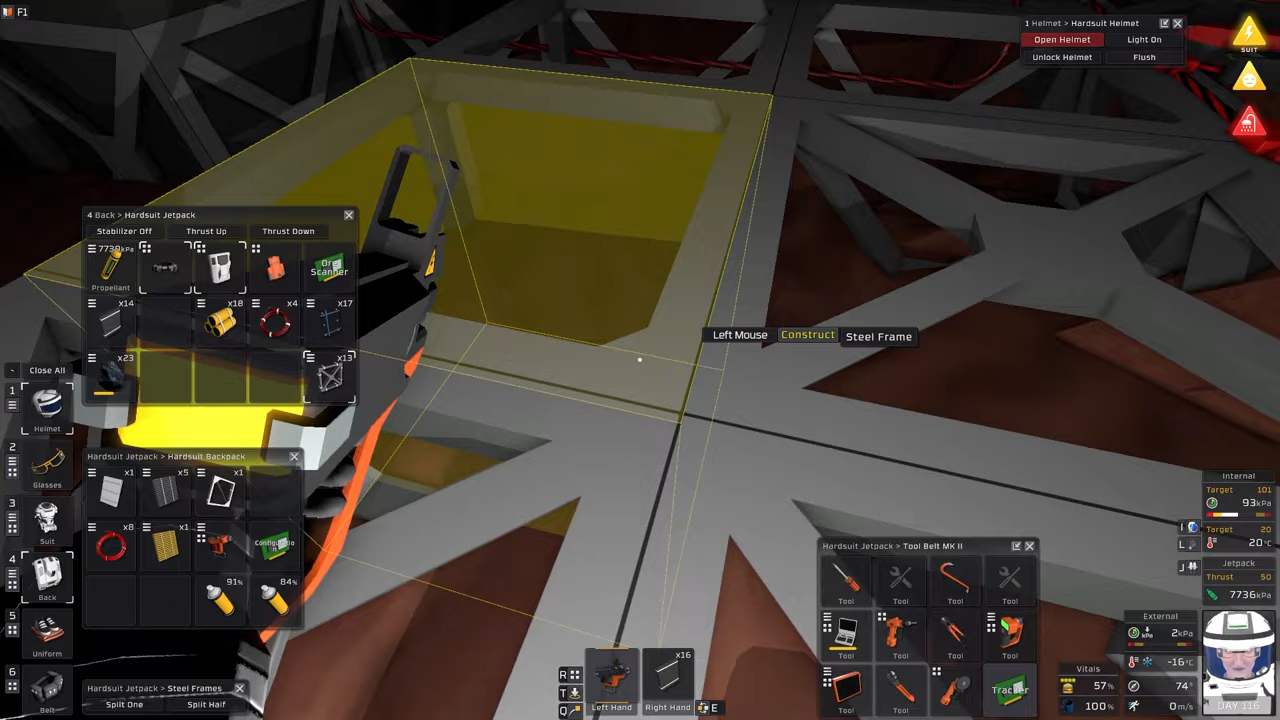 F1
1 Helmet > Hardsuit Helmet
Open Helmet
Light On
Unlock Helmet
Flush
SUIT
4 Back > Hardsuit Jetpack
Stabilizer Off
Thrust Up
Thrust Down
7739kPa
Propellant
Ore Scanner
x14
x18
x4
x17
x23
x13
Left Mouse
Construct
Steel Frame
Close All
1
Helmet
2
Glasses
3
Suit
4
Back
5
Uniform
6
Belt
Hardsuit Jetpack > Hardsuit Backpack
x1
x5
x1
x8
x1
91%
84%
Hardsuit Jetpack > Steel Frames
Split One
Split Half
R
T
Q
Left Hand
x16
Right Hand
E
Hardsuit Jetpack > Tool Belt MK II
Tool
Tool
Tool
Tool
Tool
Tool
Tool
Tool
Tool
Tool
Tool
Tracker
Internal
Target 101
93kPa
Target 20
20°C
L
J
Jetpack
Thrust 50
7736kPa
External
2kPa
-16°C
74°
0m/s
Vitals
57%
100%
DAY 116